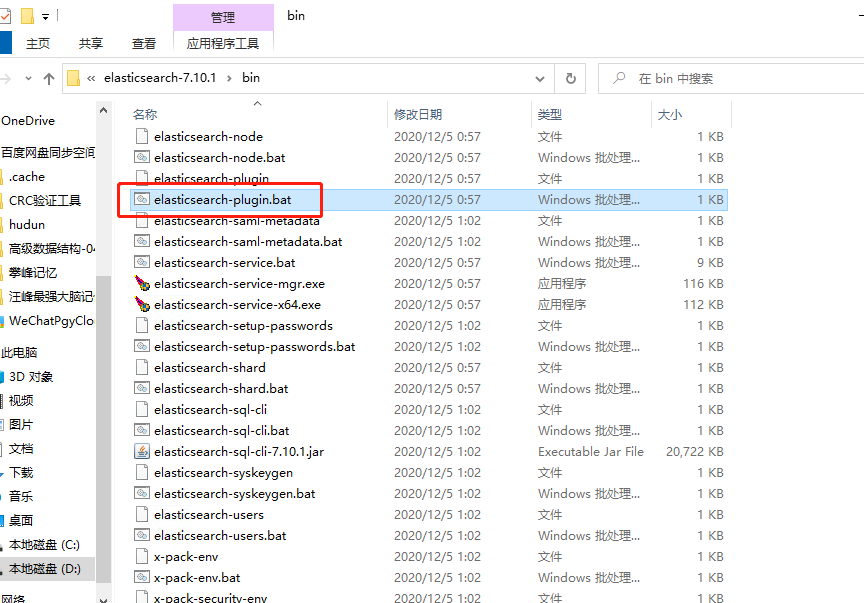 管理
bin
主页
共享
查看
应用程序工具
« elasticsearch-7.10.1 › bin
在 bin 中搜索
OneDrive
百度网盘同步空间
.cache
CRC验证工具
hudun
高级数据结构-04
攀峰记忆
汪峰最强大脑记
WeChatPgyClo
此电脑
3D 对象
视频
图片
文档
下载
音乐
桌面
本地磁盘 (C:)
本地磁盘 (D:)
网络
名称 修改日期 类型 大小
elasticsearch-node 2020/12/5 0:57 文件 1 KB
elasticsearch-node.bat 2020/12/5 0:57 Windows 批处理... 1 KB
elasticsearch-plugin 2020/12/5 0:57 文件 1 KB
elasticsearch-plugin.bat 2020/12/5 0:57 Windows 批处理... 1 KB
elasticsearch-saml-metadata 2020/12/5 1:02 文件 1 KB
elasticsearch-saml-metadata.bat 2020/12/5 1:02 Windows 批处理... 1 KB
elasticsearch-service.bat 2020/12/5 0:57 Windows 批处理... 9 KB
elasticsearch-service-mgr.exe 2020/12/5 0:57 应用程序 116 KB
elasticsearch-service-x64.exe 2020/12/5 0:57 应用程序 112 KB
elasticsearch-setup-passwords 2020/12/5 1:02 文件 1 KB
elasticsearch-setup-passwords.bat 2020/12/5 1:02 Windows 批处理... 1 KB
elasticsearch-shard 2020/12/5 0:57 文件 1 KB
elasticsearch-shard.bat 2020/12/5 0:57 Windows 批处理... 1 KB
elasticsearch-sql-cli 2020/12/5 1:02 文件 1 KB
elasticsearch-sql-cli.bat 2020/12/5 1:02 Windows 批处理... 1 KB
elasticsearch-sql-cli-7.10.1.jar 2020/12/5 1:02 Executable Jar File 20,722 KB
elasticsearch-syskeygen 2020/12/5 1:02 文件 1 KB
elasticsearch-syskeygen.bat 2020/12/5 1:02 Windows 批处理... 1 KB
elasticsearch-users 2020/12/5 1:02 文件 1 KB
elasticsearch-users.bat 2020/12/5 1:02 Windows 批处理... 1 KB
x-pack-env 2020/12/5 1:02 文件 1 KB
x-pack-env.bat 2020/12/5 1:02 Windows 批处理... 1 KB
x-pack-security-env 2020/12/5 1:02 文件 1 KB